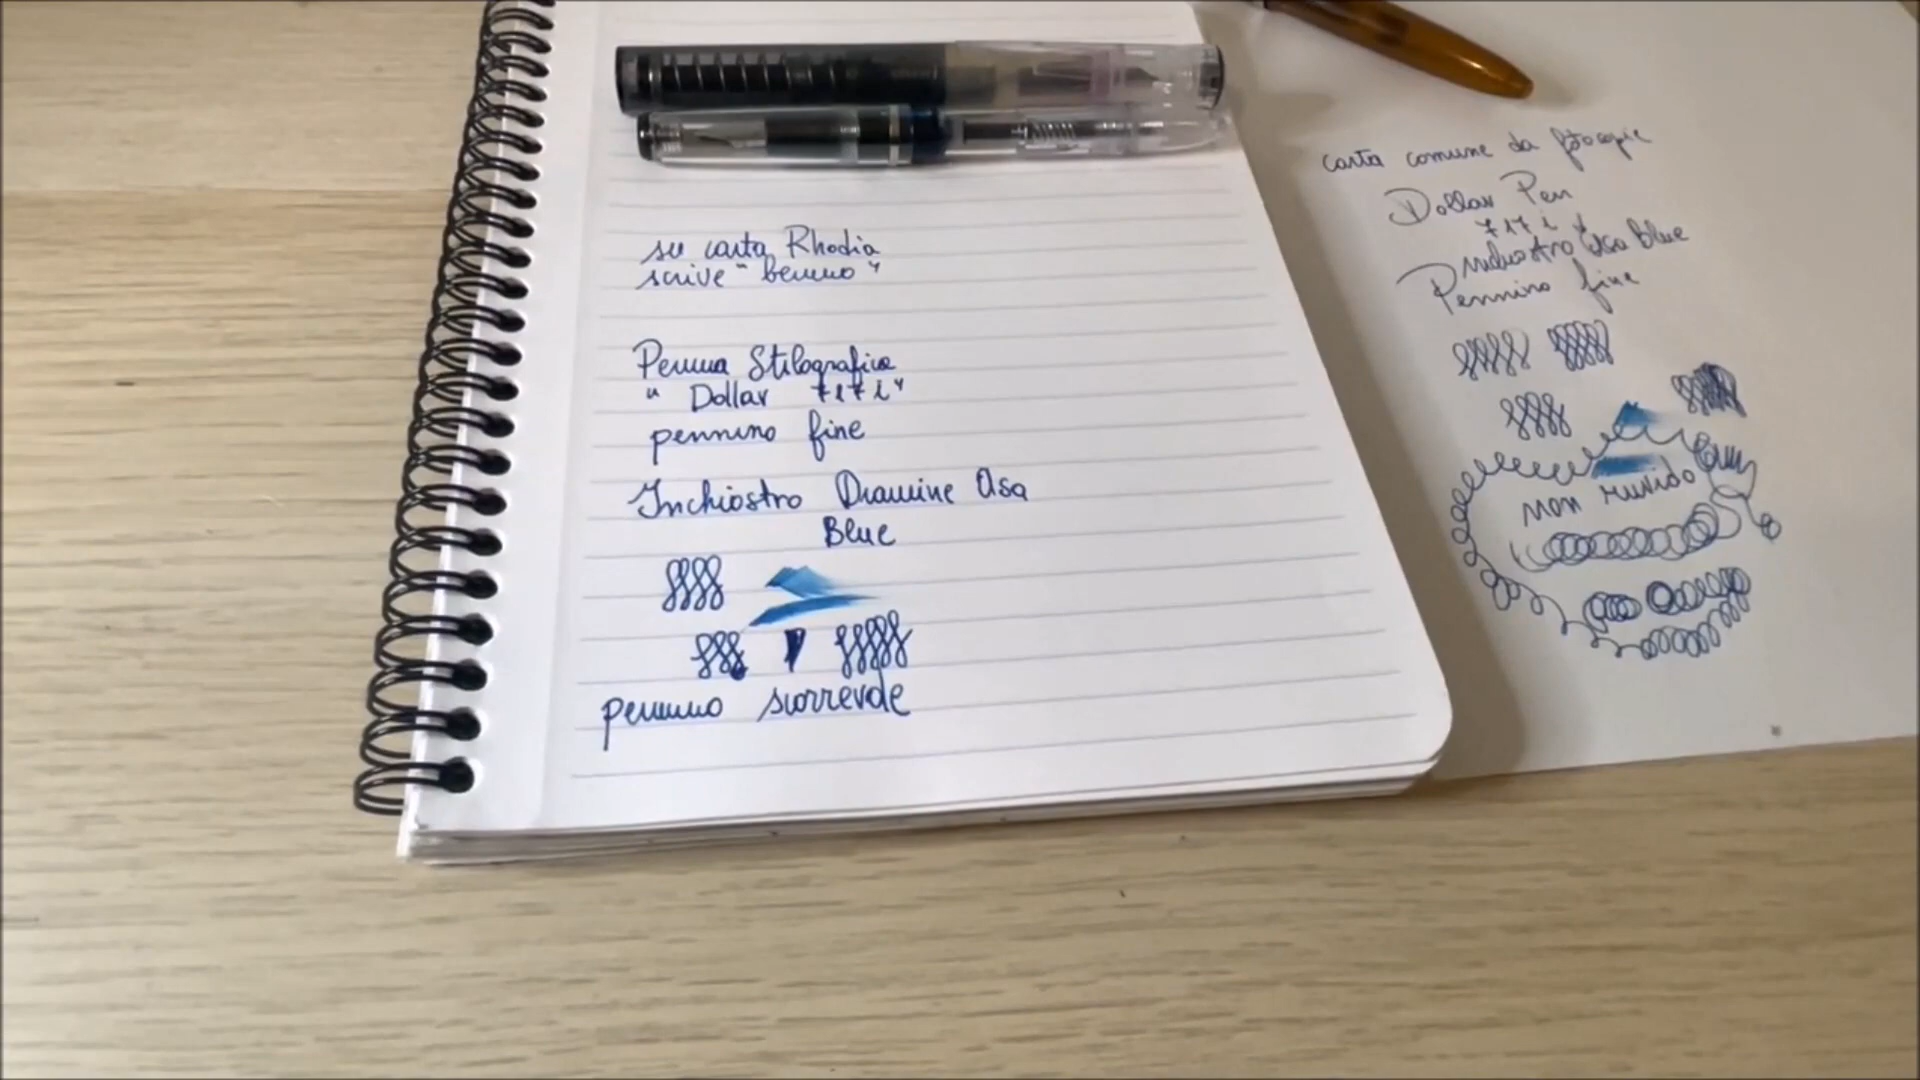 su carta Rhodia
scrive "benino"
Penna Stilografica
"Dollar 717i"
pennino fine
Inchiostro Diamine Asa
Blue
pennino scorrevole
carta comune da fotocopie
Dollar Pen
717 i
Inchiostro Asa Blue
Pennino fine
non ruvido